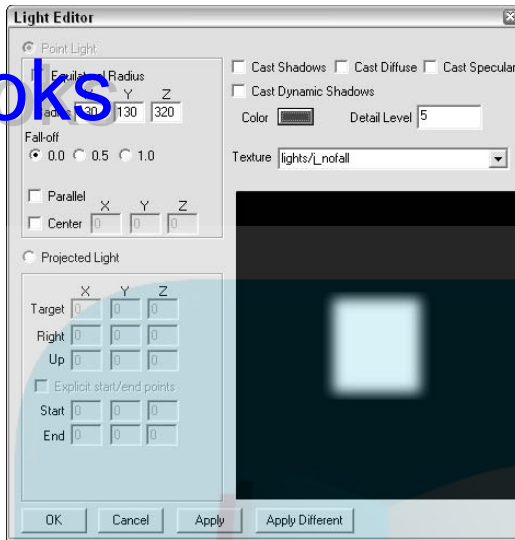 Light Editor
Point Light
oks
Equilateral Radius
X Y Z
Radius 130 130 320
Fall-off
0.0 0.5 1.0
Parallel
X Y Z
Center 0 0 0
Projected Light
X Y Z
Target 0 0 0
Right 0 0 0
Up 0 0 0
Explicit start/end points
Start 0 0 0
End 0 0 0
Cast Shadows Cast Diffuse Cast Specular
Cast Dynamic Shadows
Color Detail Level 5
Texture lights/j_nofall
OK Cancel Apply Apply Different